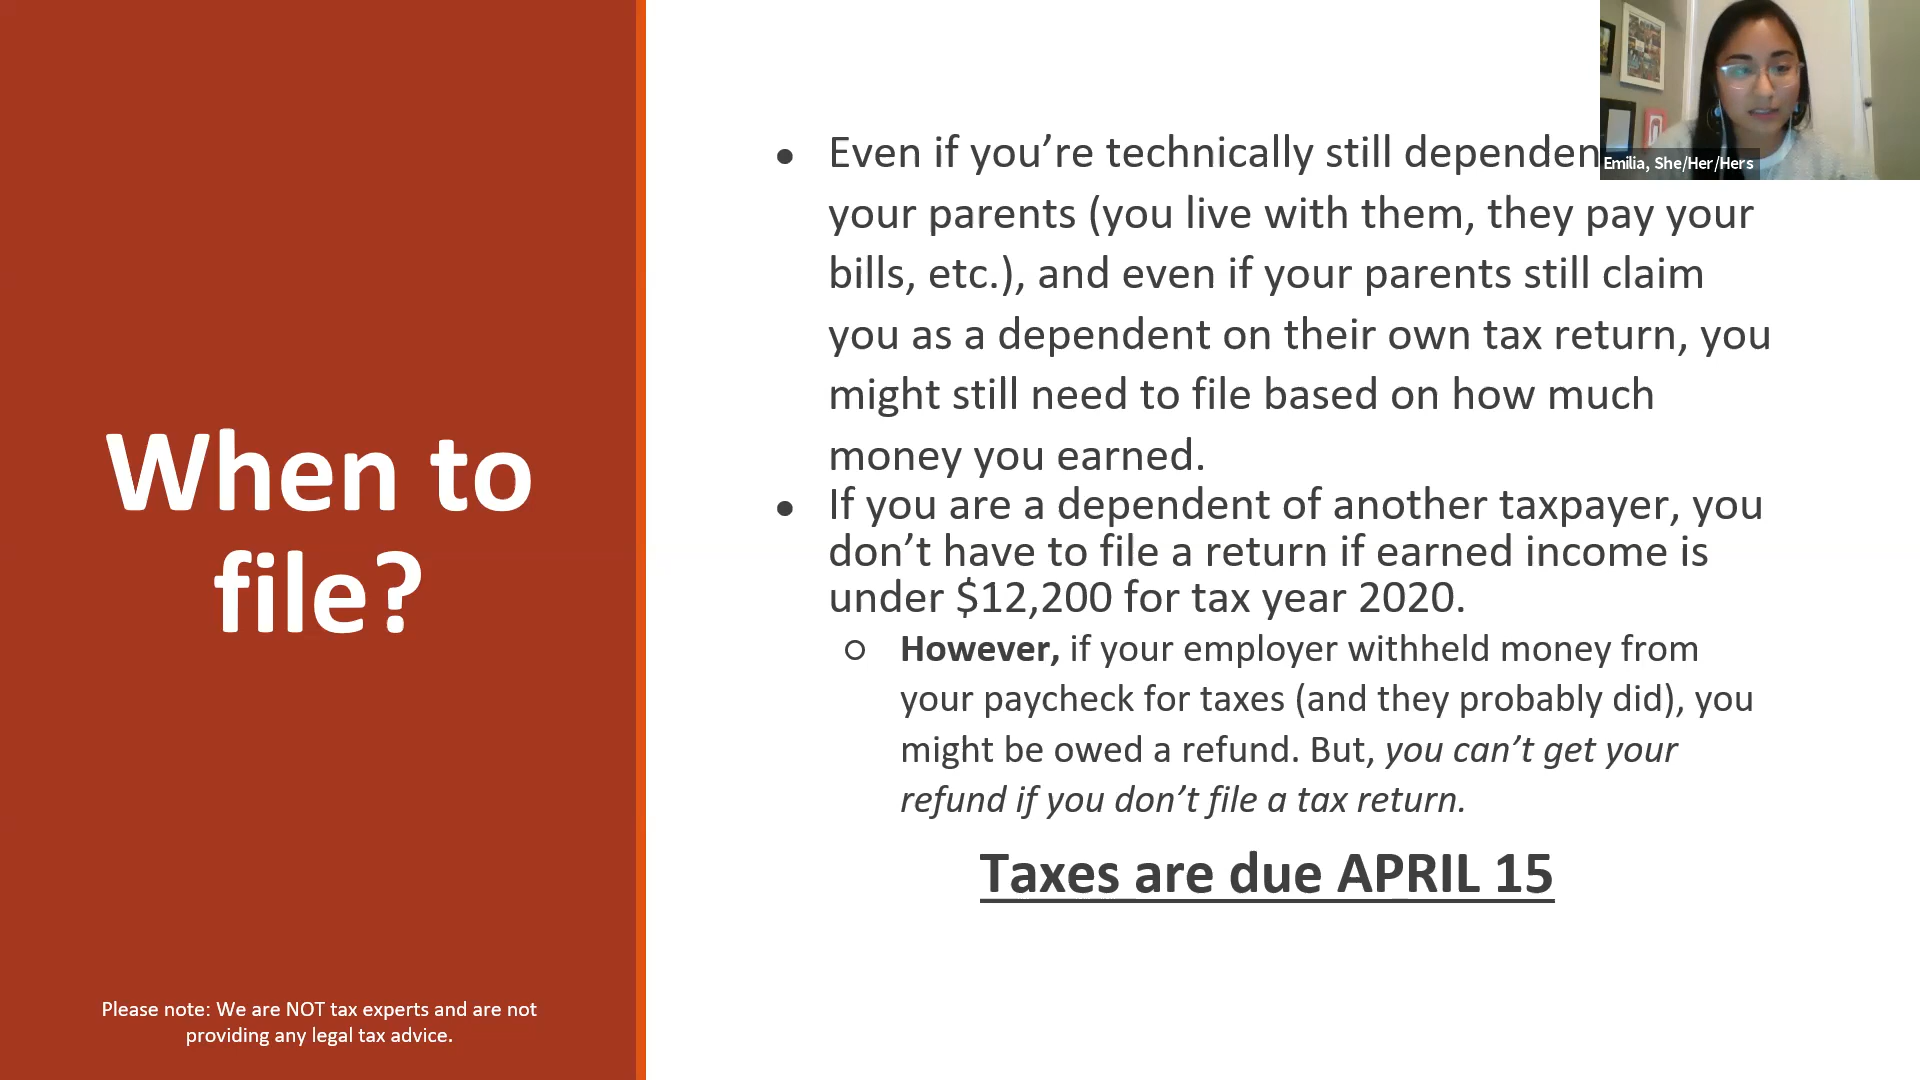 When to
file?
Please note: We are NOT tax experts and are not
providing any legal tax advice.
● Even if you’re technically still dependen
your parents (you live with them, they pay your
bills, etc.), and even if your parents still claim
you as a dependent on their own tax return, you
might still need to file based on how much
money you earned.
● If you are a dependent of another taxpayer, you
don’t have to file a return if earned income is
under $12,200 for tax year 2020.
○ However, if your employer withheld money from
your paycheck for taxes (and they probably did), you
might be owed a refund. But, you can’t get your
refund if you don’t file a tax return.
Taxes are due APRIL 15
Emilia, She/Her/Hers